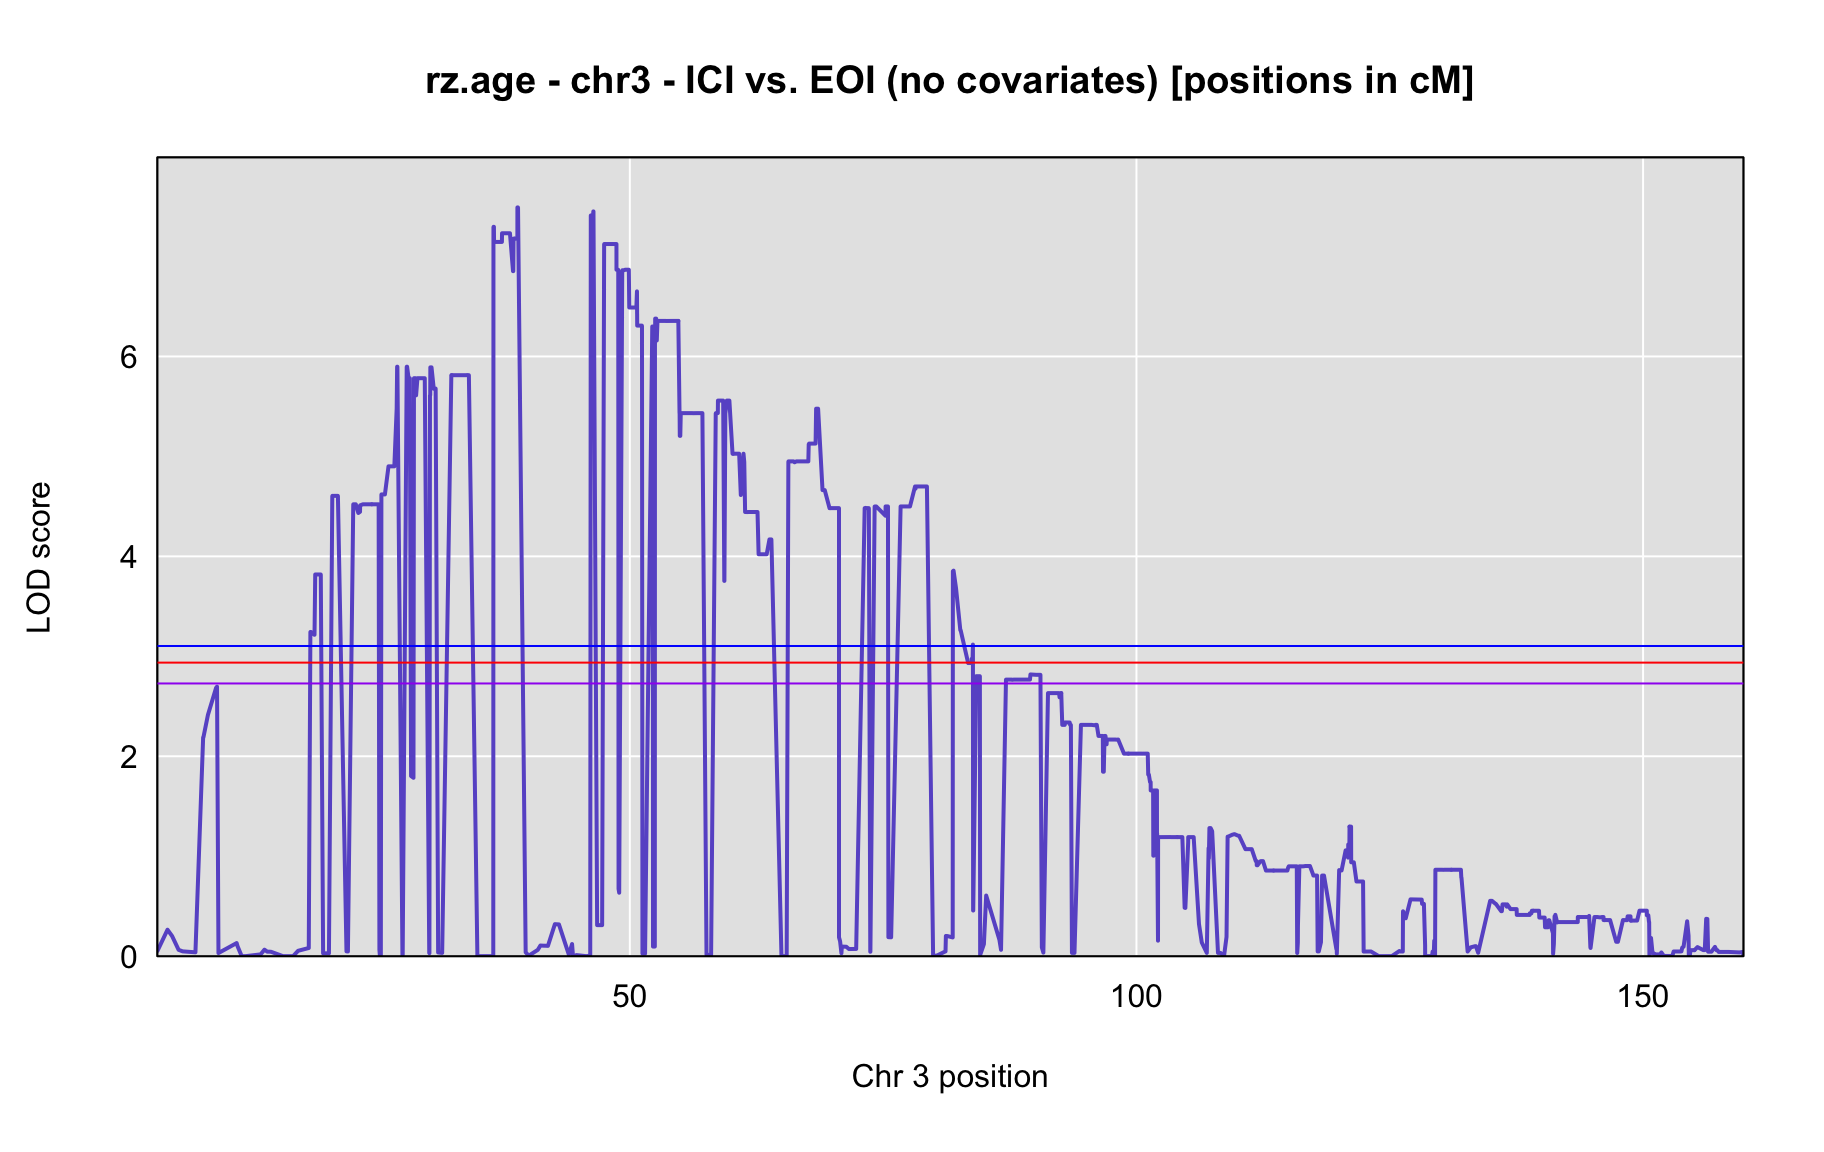 rz.age - chr3 - ICI vs. EOI (no covariates) [positions in cM]
LOD score
6
4
2
0
50 100 150
Chr 3 position